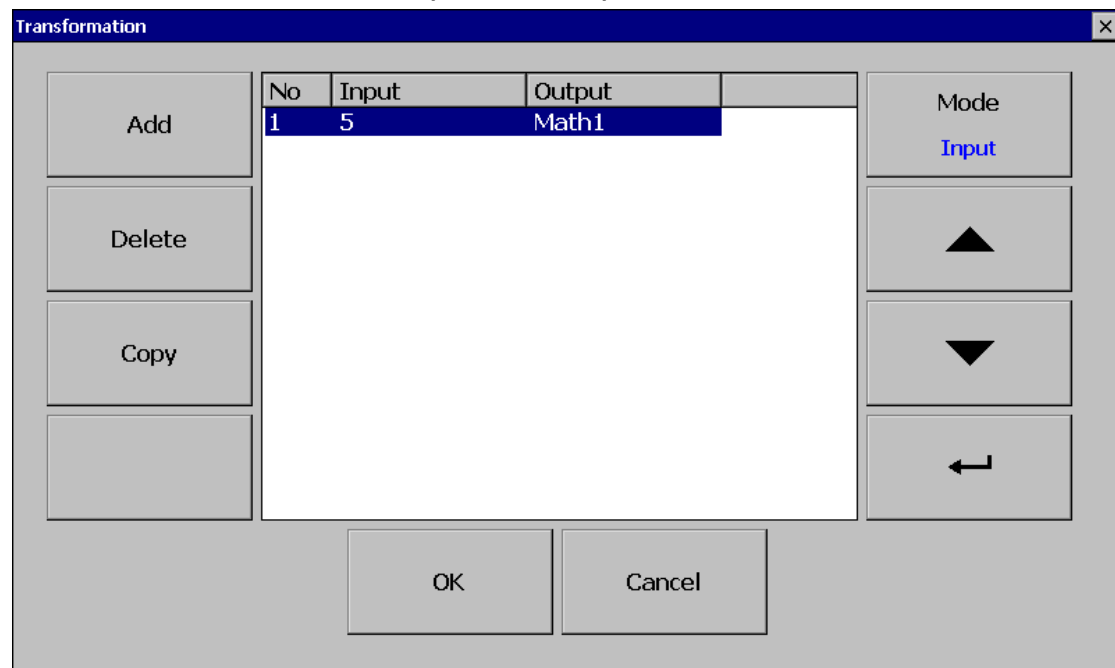 Transformation
Add
Delete
Copy
No Input Output
1 5 Math1
Mode
Input
OK Cancel